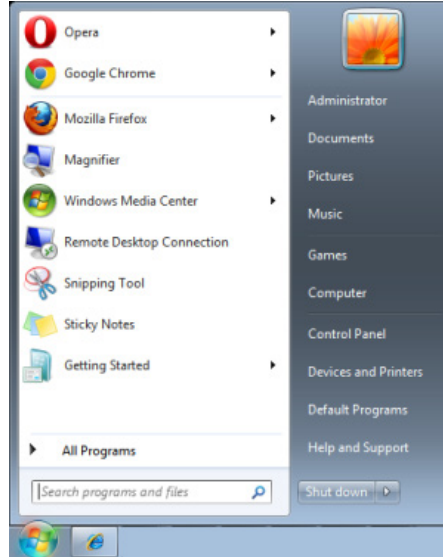 Opera
Google Chrome
Mozilla Firefox
Magnifier
Windows Media Center
Remote Desktop Connection
Snipping Tool
Sticky Notes
Getting Started
All Programs
Search programs and files
Administrator
Documents
Pictures
Music
Games
Computer
Control Panel
Devices and Printers
Default Programs
Help and Support
Shut down